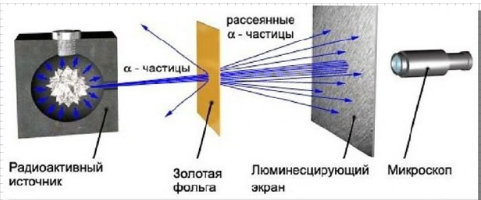 рассеянные
α - частицы
α - частицы
Радиоактивный
источник
Золотая
фольга
Люминесцирующий
экран
Микроскоп